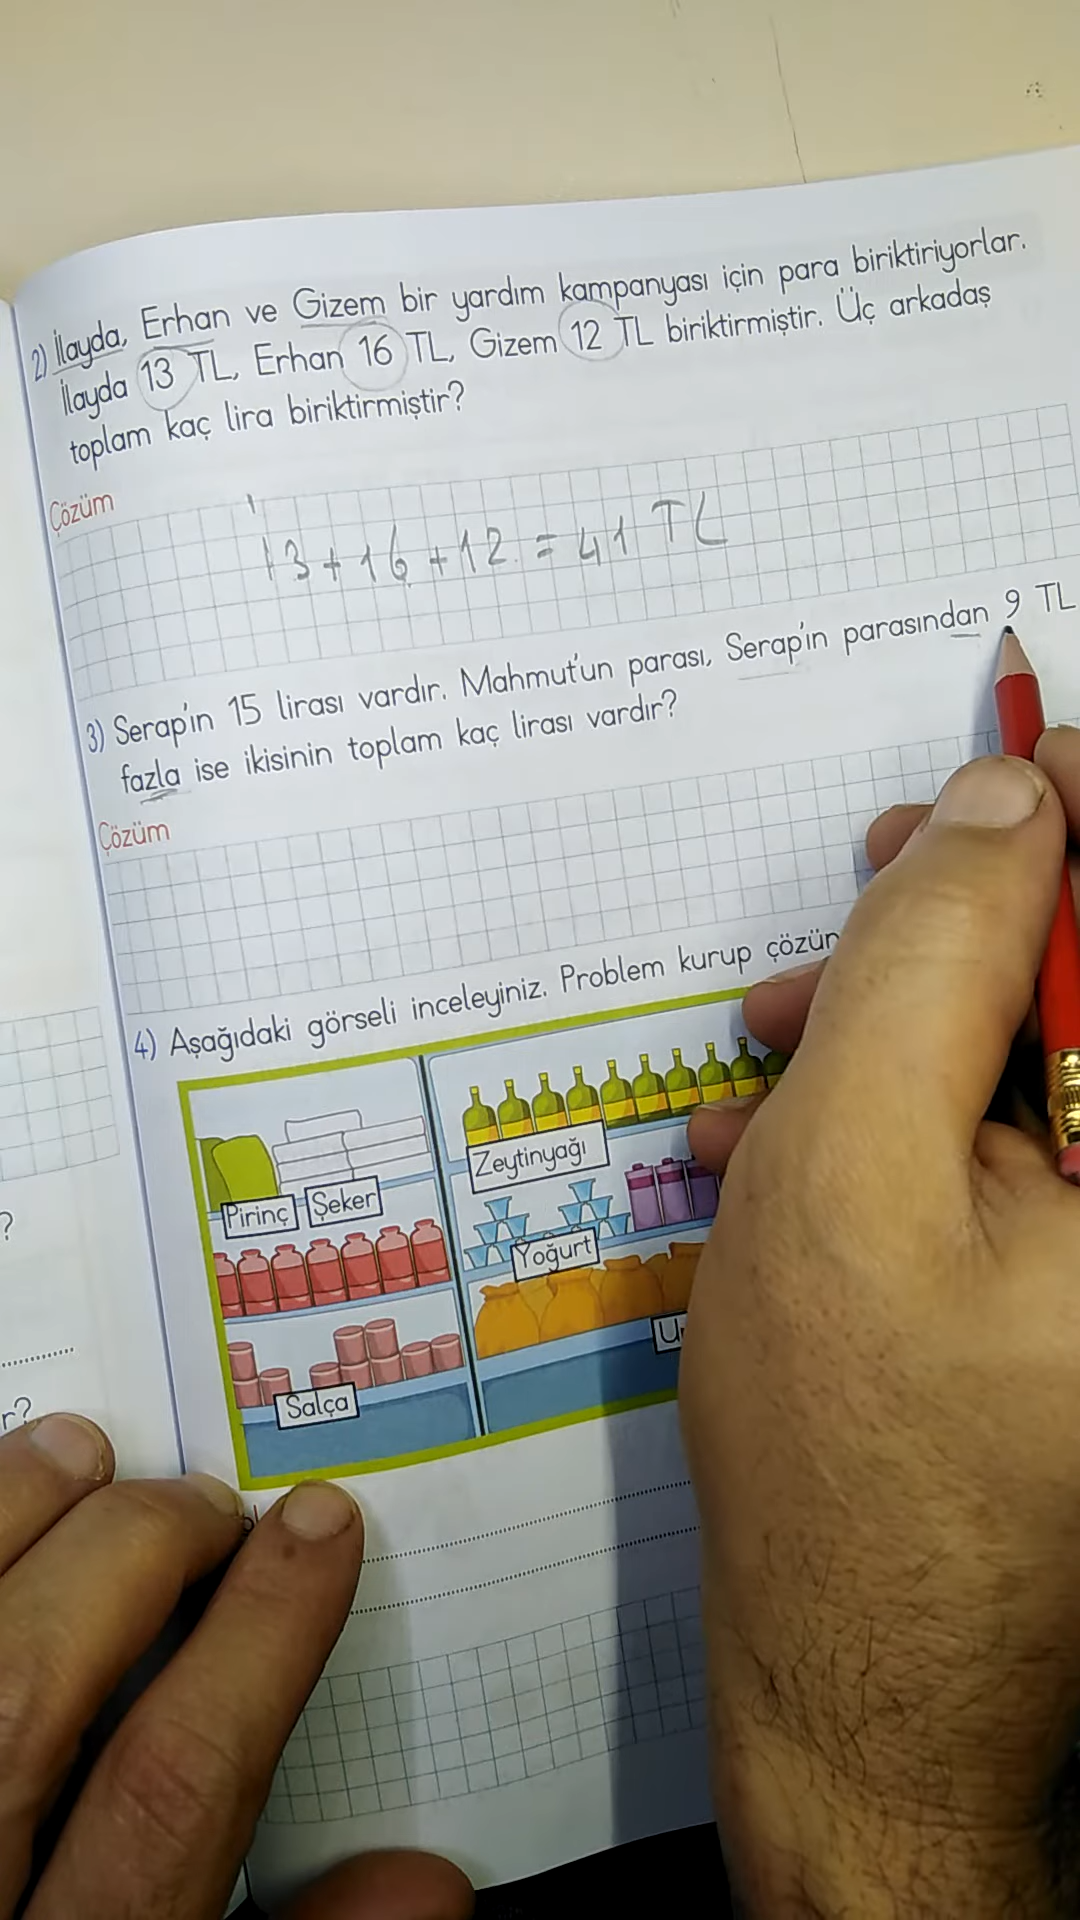 2) İlayda, Erhan ve Gizem bir yardım kampanyası için para biriktiriyorlar.
İlayda 13 TL, Erhan 16 TL, Gizem 12 TL biriktirmiştir. Üç arkadaş
toplam kaç lira biriktirmiştir?
Çözüm
13+16+12=41 TL
3) Serap'ın 15 lirası vardır. Mahmut'un parası, Serap'ın parasından 9 TL
fazla ise ikisinin toplam kaç lirası vardır?
Çözüm
4) Aşağıdaki görseli inceleyiniz. Problem kurup çözün
Zeytinyağı
Pirinç Şeker
Yoğurt
Salça
?
r?